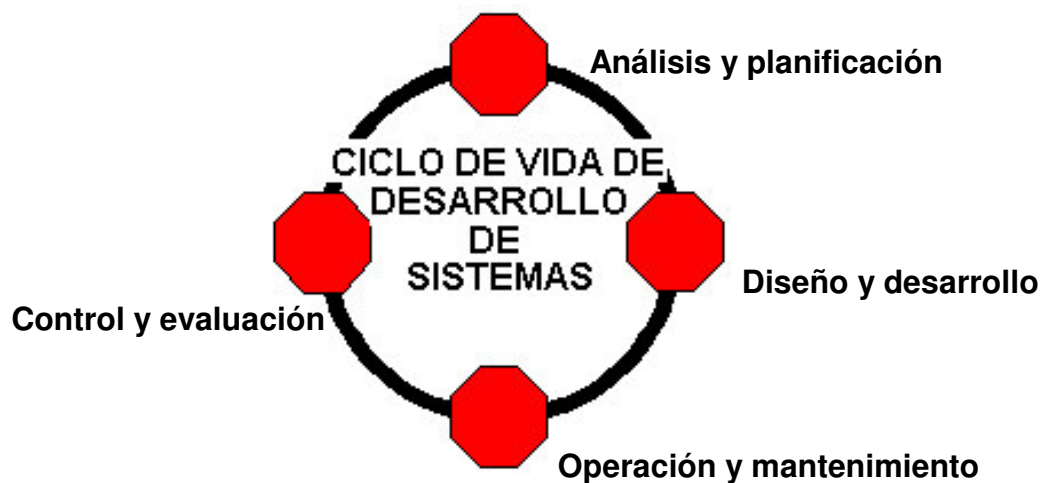 Análisis y planificación
CICLO DE VIDA DE
DESARROLLO
DE
SISTEMAS
Diseño y desarrollo
Control y evaluación
Operación y mantenimiento